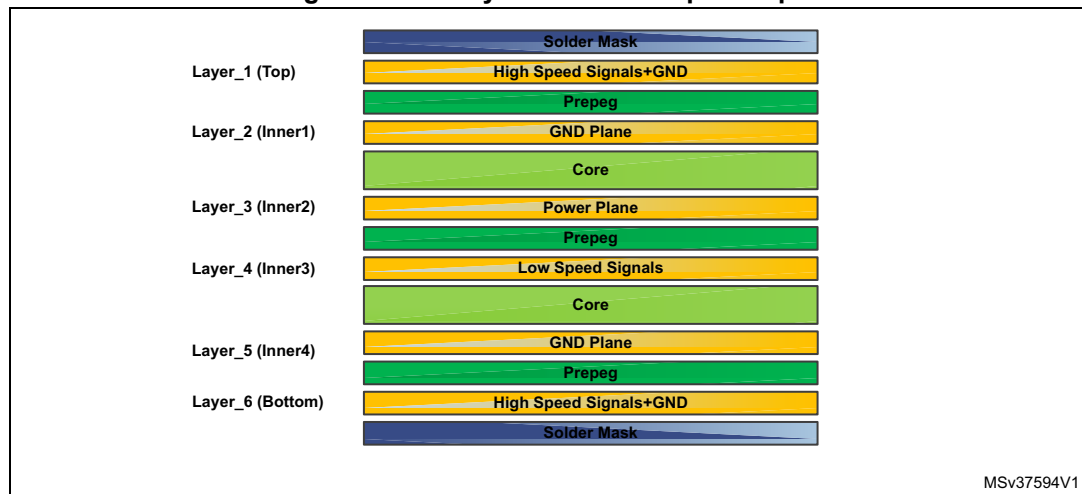 Solder Mask
Layer_1 (Top) High Speed Signals+GND
Prepeg
Layer_2 (Inner1) GND Plane
Core
Layer_3 (Inner2) Power Plane
Prepeg
Layer_4 (Inner3) Low Speed Signals
Core
Layer_5 (Inner4) GND Plane
Prepeg
Layer_6 (Bottom) High Speed Signals+GND
Solder Mask
MSv37594V1